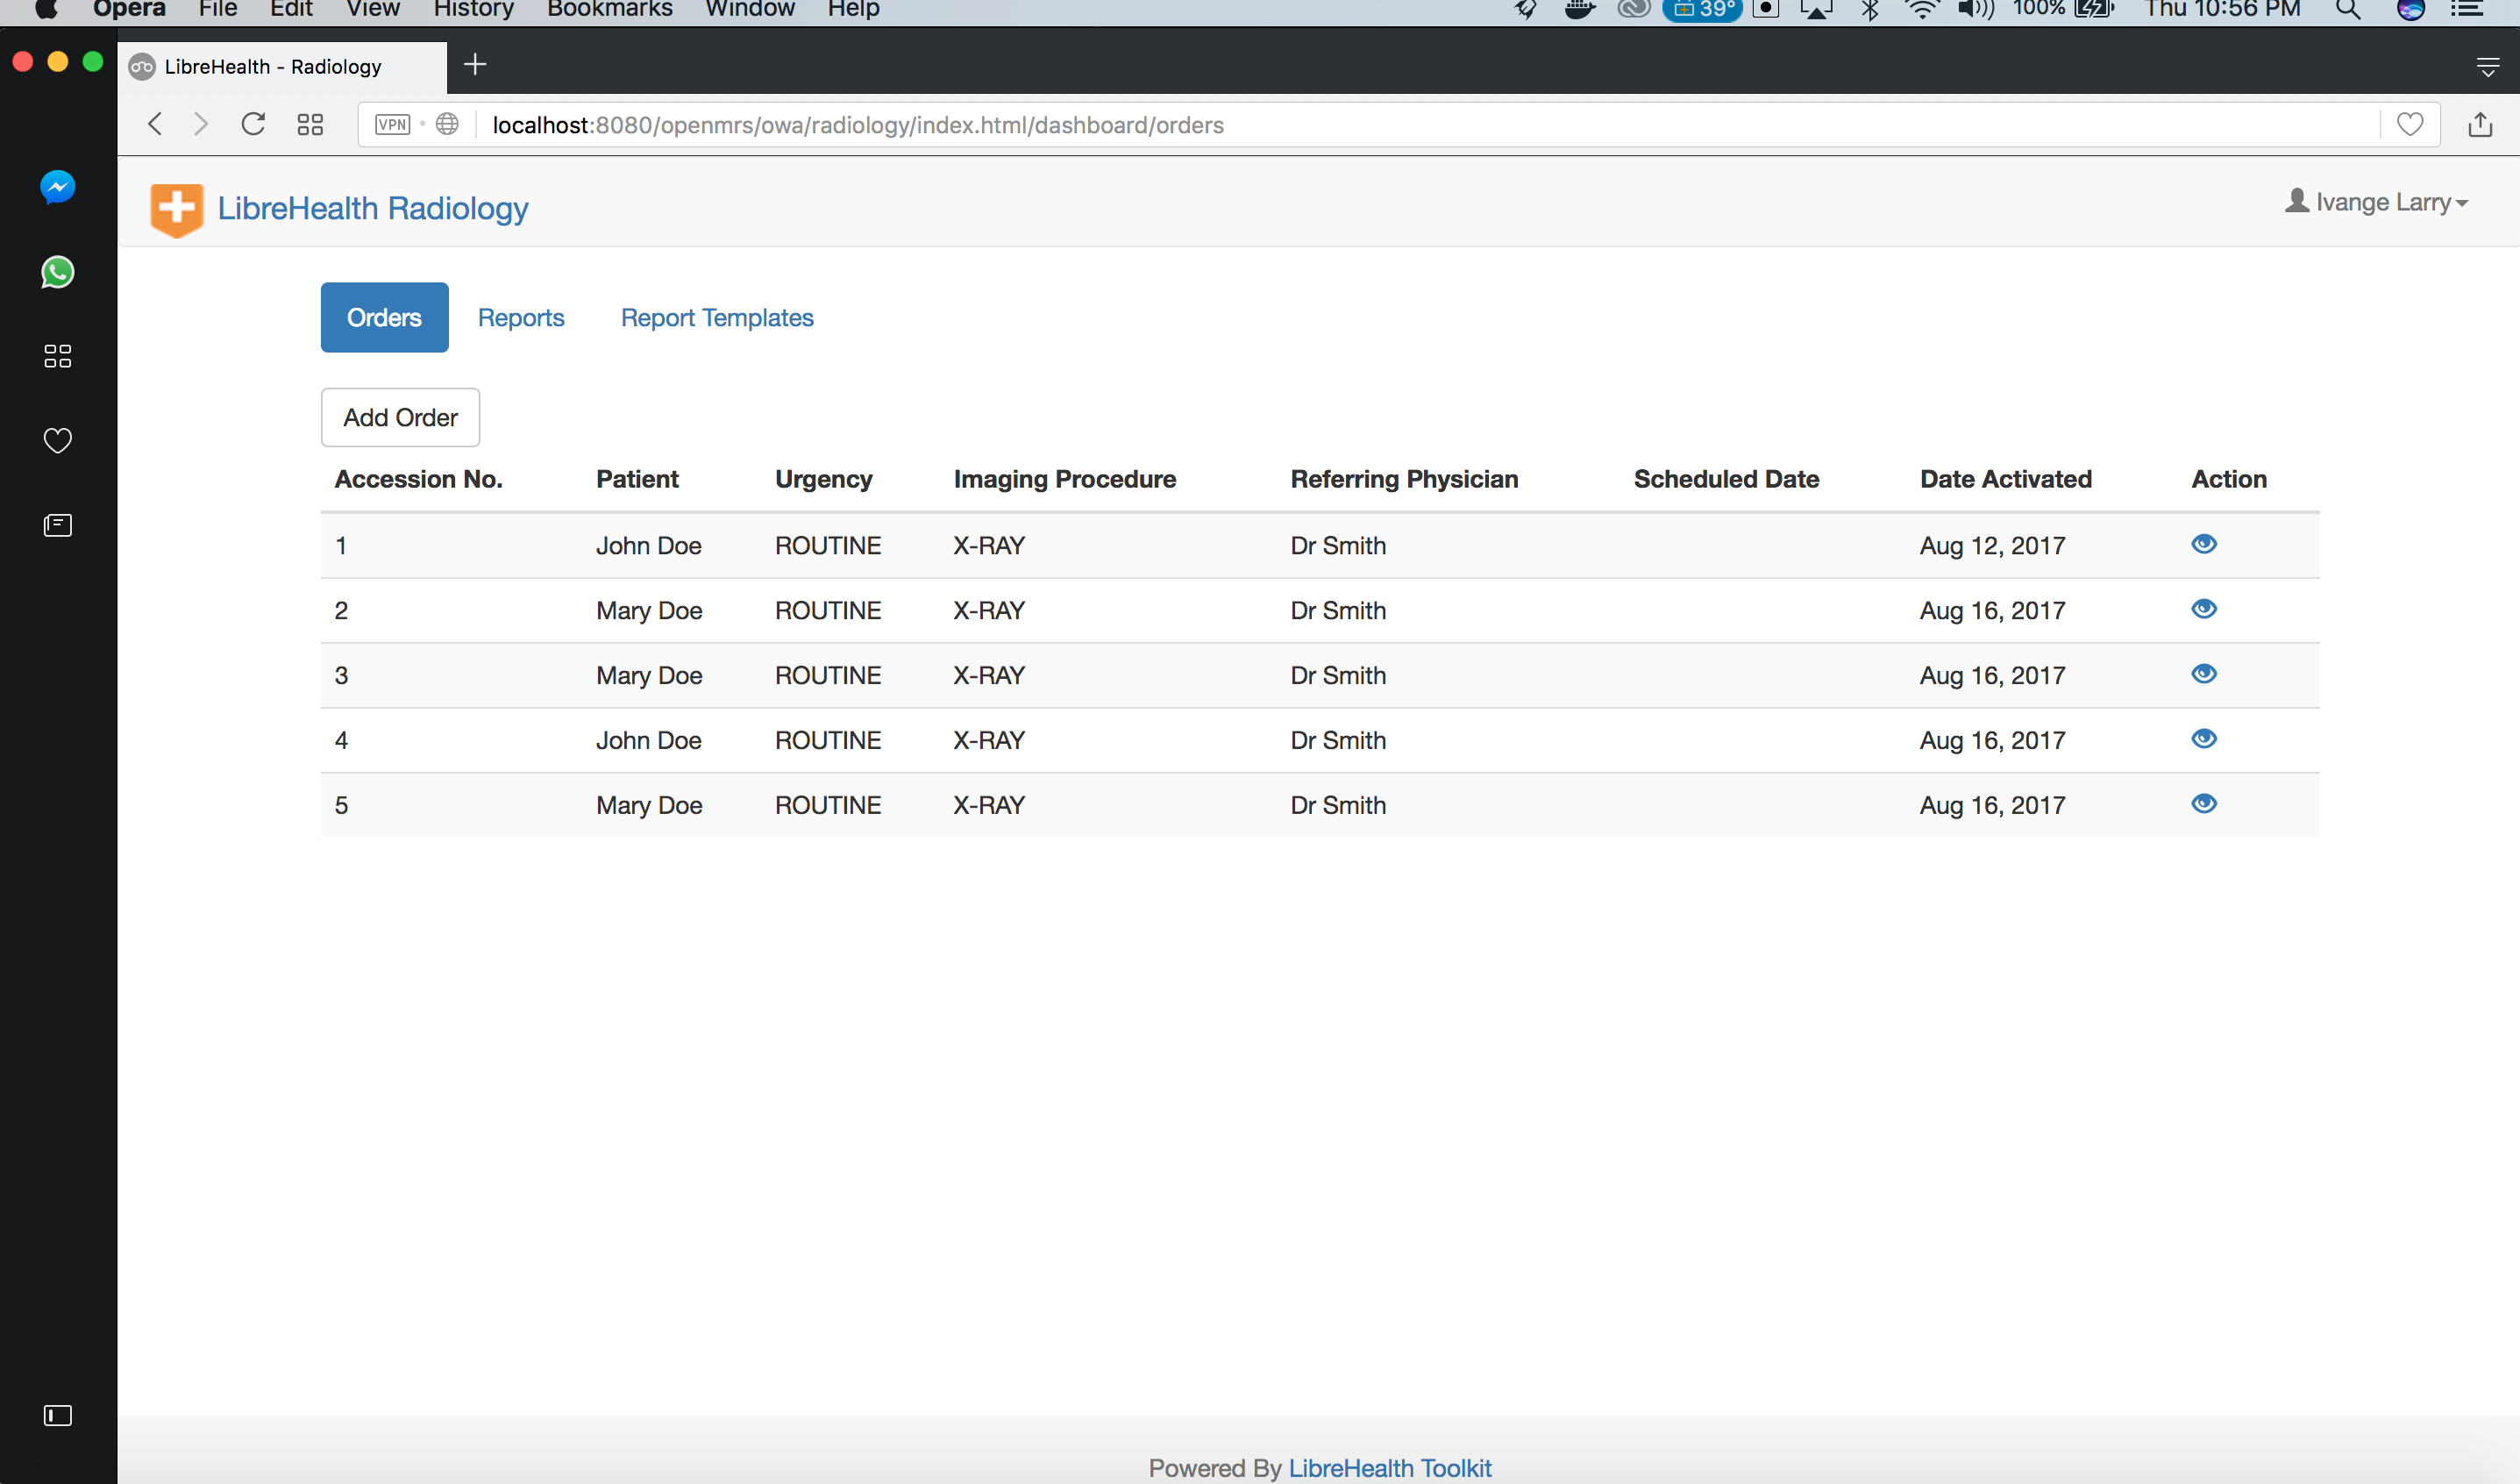 Opera File Edit View History Bookmarks Window Help 39° 100% Thu 10:56 PM
LibreHealth - Radiology
VPN localhost:8080/openmrs/owa/radiology/index.html/dashboard/orders
LibreHealth Radiology Ivange Larry
Orders Reports Report Templates
Add Order
Accession No. Patient Urgency Imaging Procedure Referring Physician Scheduled Date Date Activated Action
1 John Doe ROUTINE X-RAY Dr Smith Aug 12, 2017
2 Mary Doe ROUTINE X-RAY Dr Smith Aug 16, 2017
3 Mary Doe ROUTINE X-RAY Dr Smith Aug 16, 2017
4 John Doe ROUTINE X-RAY Dr Smith Aug 16, 2017
5 Mary Doe ROUTINE X-RAY Dr Smith Aug 16, 2017
Powered By LibreHealth Toolkit